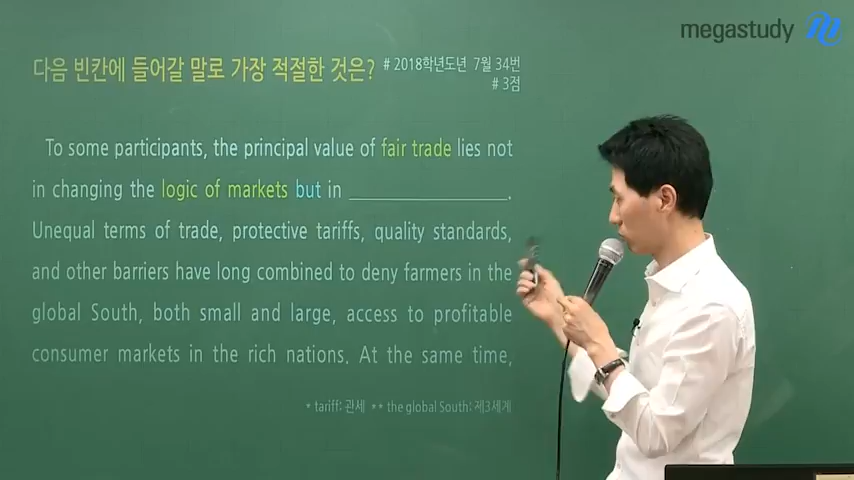 megastudy
다음 빈칸에 들어갈 말로 가장 적절한 것은? # 2018학년도년 7월 34번
# 3점
To some participants, the principal value of fair trade lies not
in changing the logic of markets but in ____________.
Unequal terms of trade, protective tariffs, quality standards,
and other barriers have long combined to deny farmers in the
global South, both small and large, access to profitable
consumer markets in the rich nations. At the same time,
* tariff: 관세 ** the global South: 제3세계